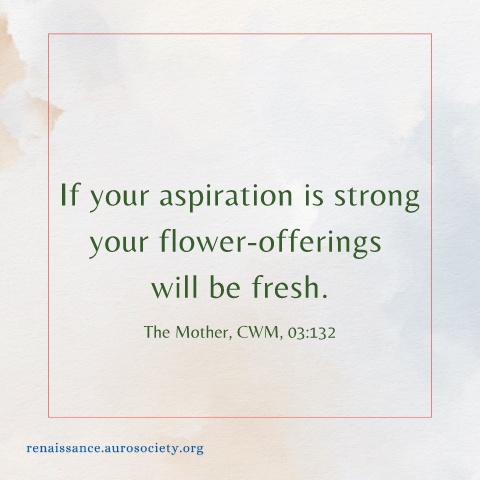 If your aspiration is strong
your flower-offerings
will be fresh.
The Mother, CWM, 03:132
renaissance.aurosociety.org